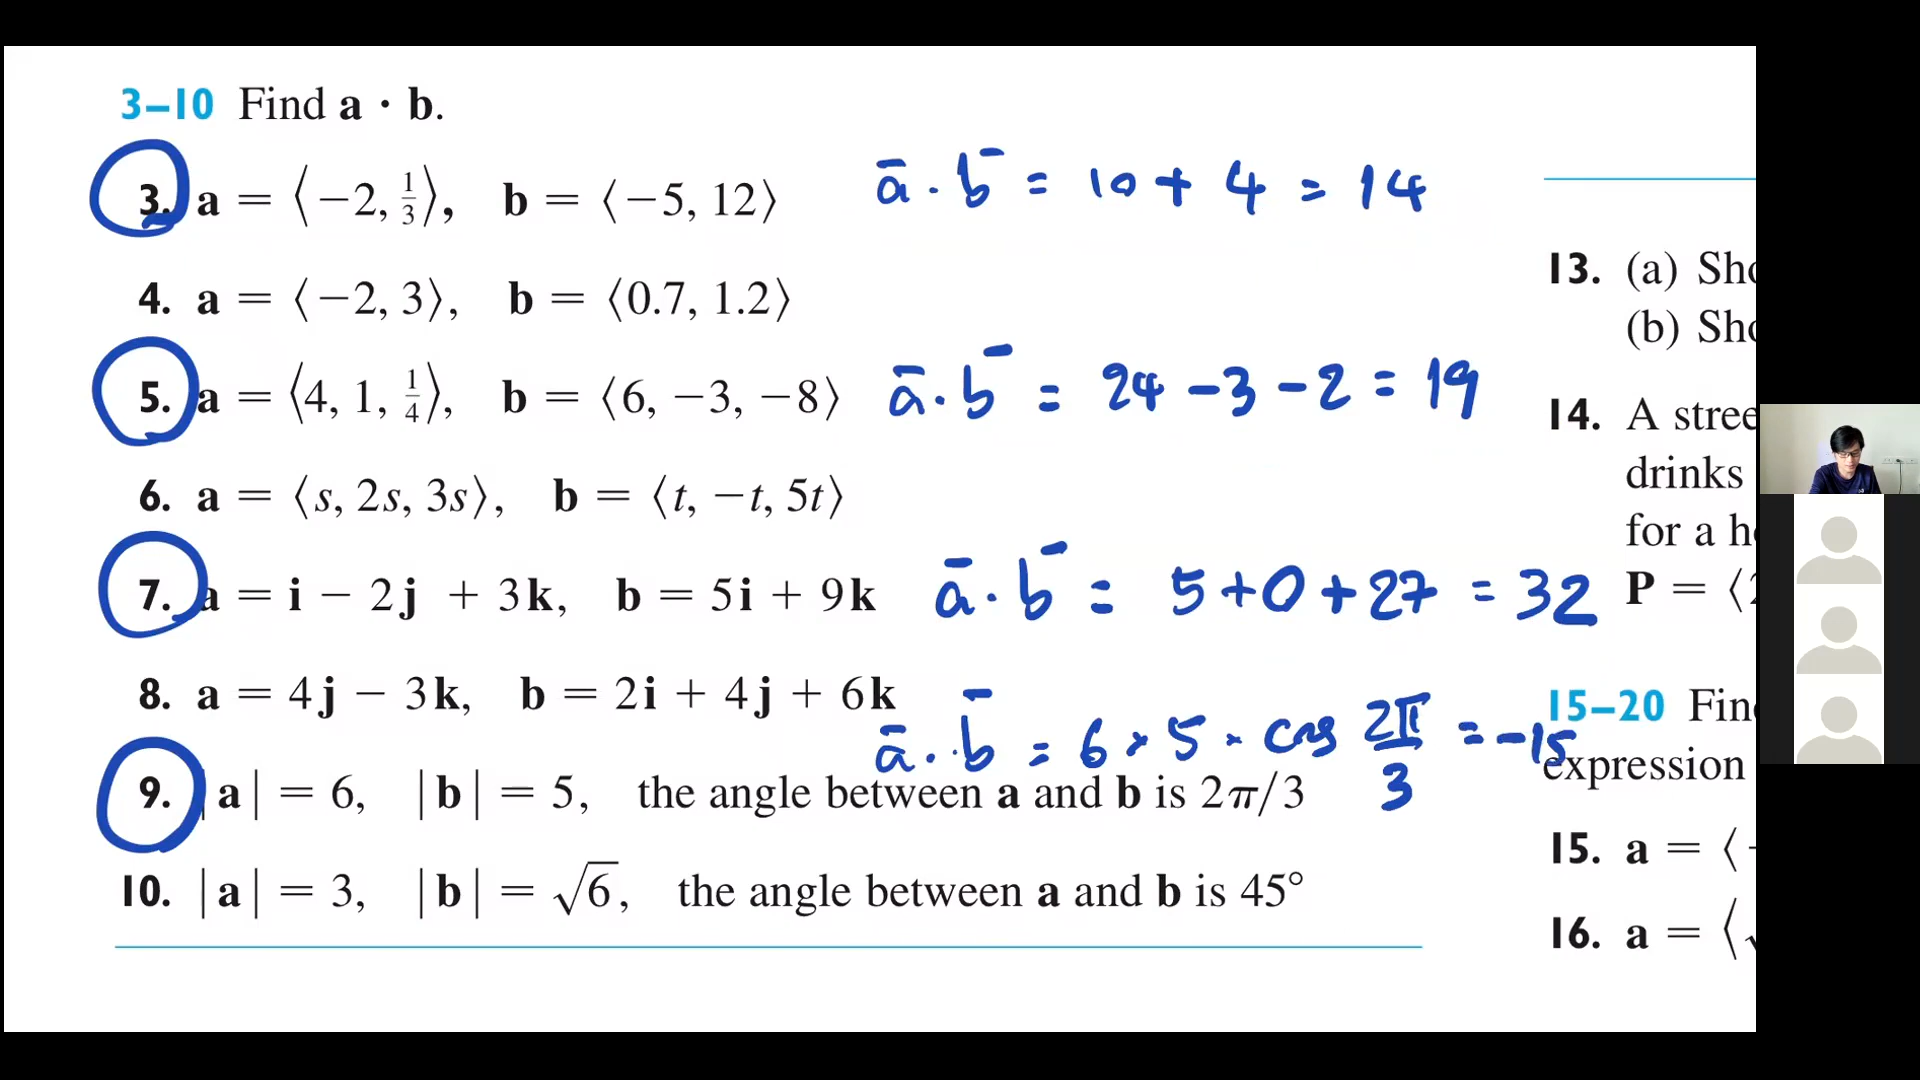 3–10 Find a · b.
3. a = ⟨−2, 1/3⟩, b = ⟨−5, 12⟩ a̅ · b̅ = 10 + 4 = 14
4. a = ⟨−2, 3⟩, b = ⟨0.7, 1.2⟩
5. a = ⟨4, 1, 1/4⟩, b = ⟨6, −3, −8⟩ a̅ · b̅ = 24 − 3 − 2 = 19
6. a = ⟨s, 2s, 3s⟩, b = ⟨t, −t, 5t⟩
7. a = i − 2j + 3k, b = 5i + 9k a̅ · b̅ = 5 + 0 + 27 = 32
8. a = 4j − 3k, b = 2i + 4j + 6k
a̅ · b̅ = 6 × 5 × cos 2π/3 = −15
9. |a| = 6, |b| = 5, the angle between a and b is 2π/3
10. |a| = 3, |b| = √6, the angle between a and b is 45°
13. (a) Sho
(b) Sho
14. A stree
drinks
for a h
P = ⟨2
15–20 Fin
expression
15. a = ⟨−
16. a = ⟨√